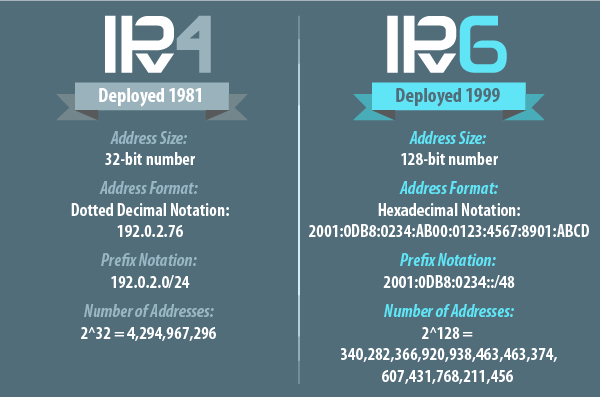 IPv4
Deployed 1981
Address Size:
32-bit number
Address Format:
Dotted Decimal Notation:
192.0.2.76
Prefix Notation:
192.0.2.0/24
Number of Addresses:
2^32 = 4,294,967,296
IPv6
Deployed 1999
Address Size:
128-bit number
Address Format:
Hexadecimal Notation:
2001:0DB8:0234:AB00:0123:4567:8901:ABCD
Prefix Notation:
2001:0DB8:0234::/48
Number of Addresses:
2^128 =
340,282,366,920,938,463,463,374,
607,431,768,211,456